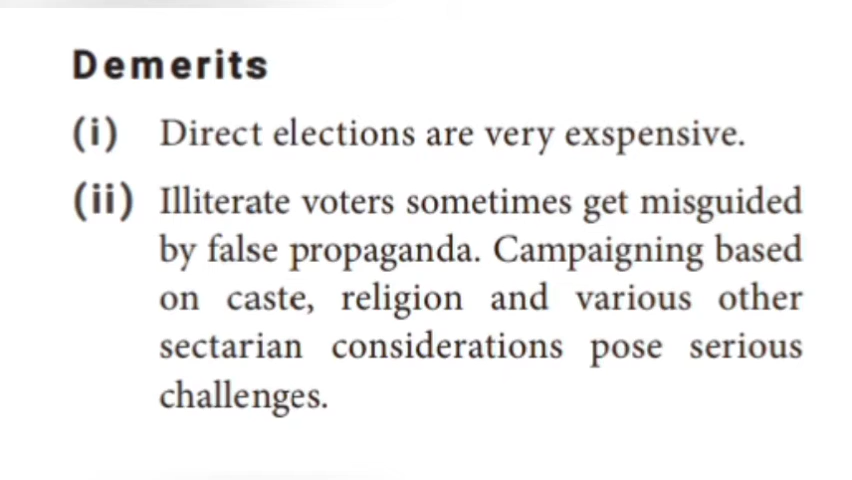 Demerits
(i) Direct elections are very exspensive.
(ii) Illiterate voters sometimes get misguided
by false propaganda. Campaigning based
on caste, religion and various other
sectarian considerations pose serious
challenges.